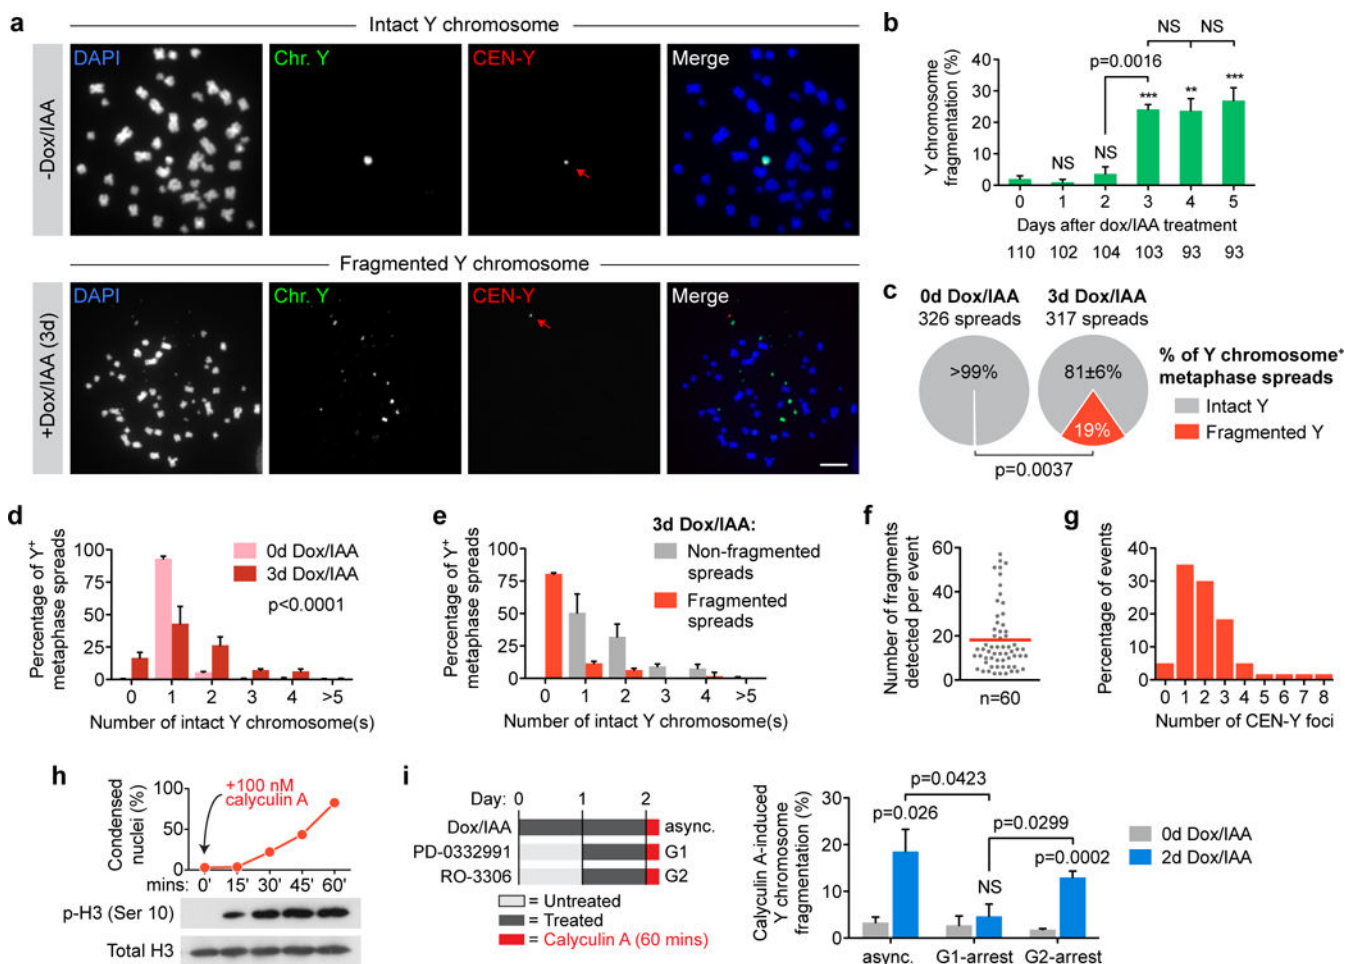 a
Intact Y chromosome
-Dox/IAA
DAPI
Chr. Y
CEN-Y
Merge
Fragmented Y chromosome
+Dox/IAA (3d)
DAPI
Chr. Y
CEN-Y
Merge
b
Y chromosome
fragmentation (%)
40
30
20
10
0
NS
NS
p=0.0016
NS
NS
***
**
***
0 1 2 3 4 5
Days after dox/IAA treatment
110 102 104 103 93 93
c
0d Dox/IAA
326 spreads
3d Dox/IAA
317 spreads
>99%
81±6%
19%
p=0.0037
% of Y chromosome+
metaphase spreads
Intact Y
Fragmented Y
d
Percentage of Y+
metaphase spreads
100
75
50
25
0
0d Dox/IAA
3d Dox/IAA
p<0.0001
0 1 2 3 4 >5
Number of intact Y chromosome(s)
e
Percentage of Y+
metaphase spreads
100
75
50
25
0
3d Dox/IAA:
Non-fragmented
spreads
Fragmented
spreads
0 1 2 3 4 >5
Number of intact Y chromosome(s)
f
Number of fragments
detected per event
60
40
20
0
n=60
g
Percentage of events
40
30
20
10
0
0 1 2 3 4 5 6 7 8
Number of CEN-Y foci
h
Condensed
nuclei (%)
100
50
0
+100 nM
calyculin A
mins: 0' 15' 30' 45' 60'
p-H3 (Ser 10)
Total H3
i
Day: 0 1 2
Dox/IAA async.
PD-0332991 G1
RO-3306 G2
= Untreated
= Treated
= Calyculin A (60 mins)
Calyculin A-induced
Y chromosome
fragmentation (%)
30
20
10
0
p=0.0423
p=0.026
p=0.0299
NS
p=0.0002
0d Dox/IAA
2d Dox/IAA
async. G1-arrest G2-arrest